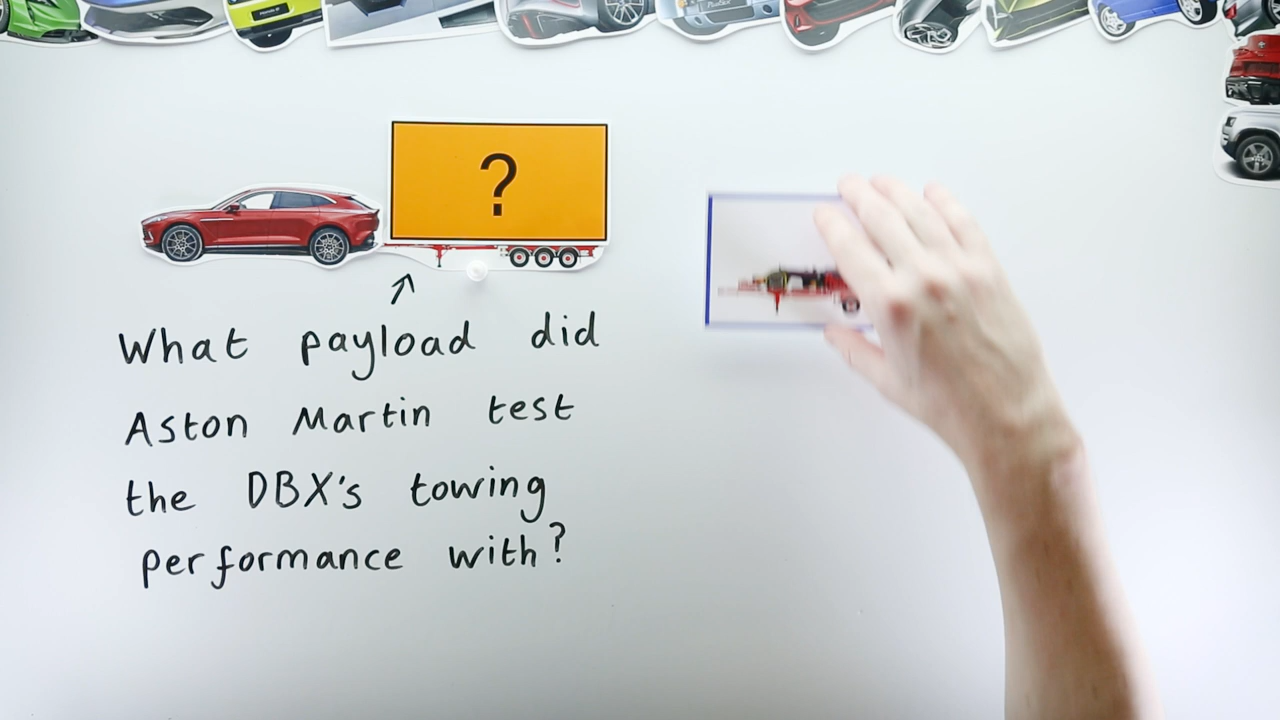 ?
What payload did
Aston Martin test
the DBX's towing
performance with?